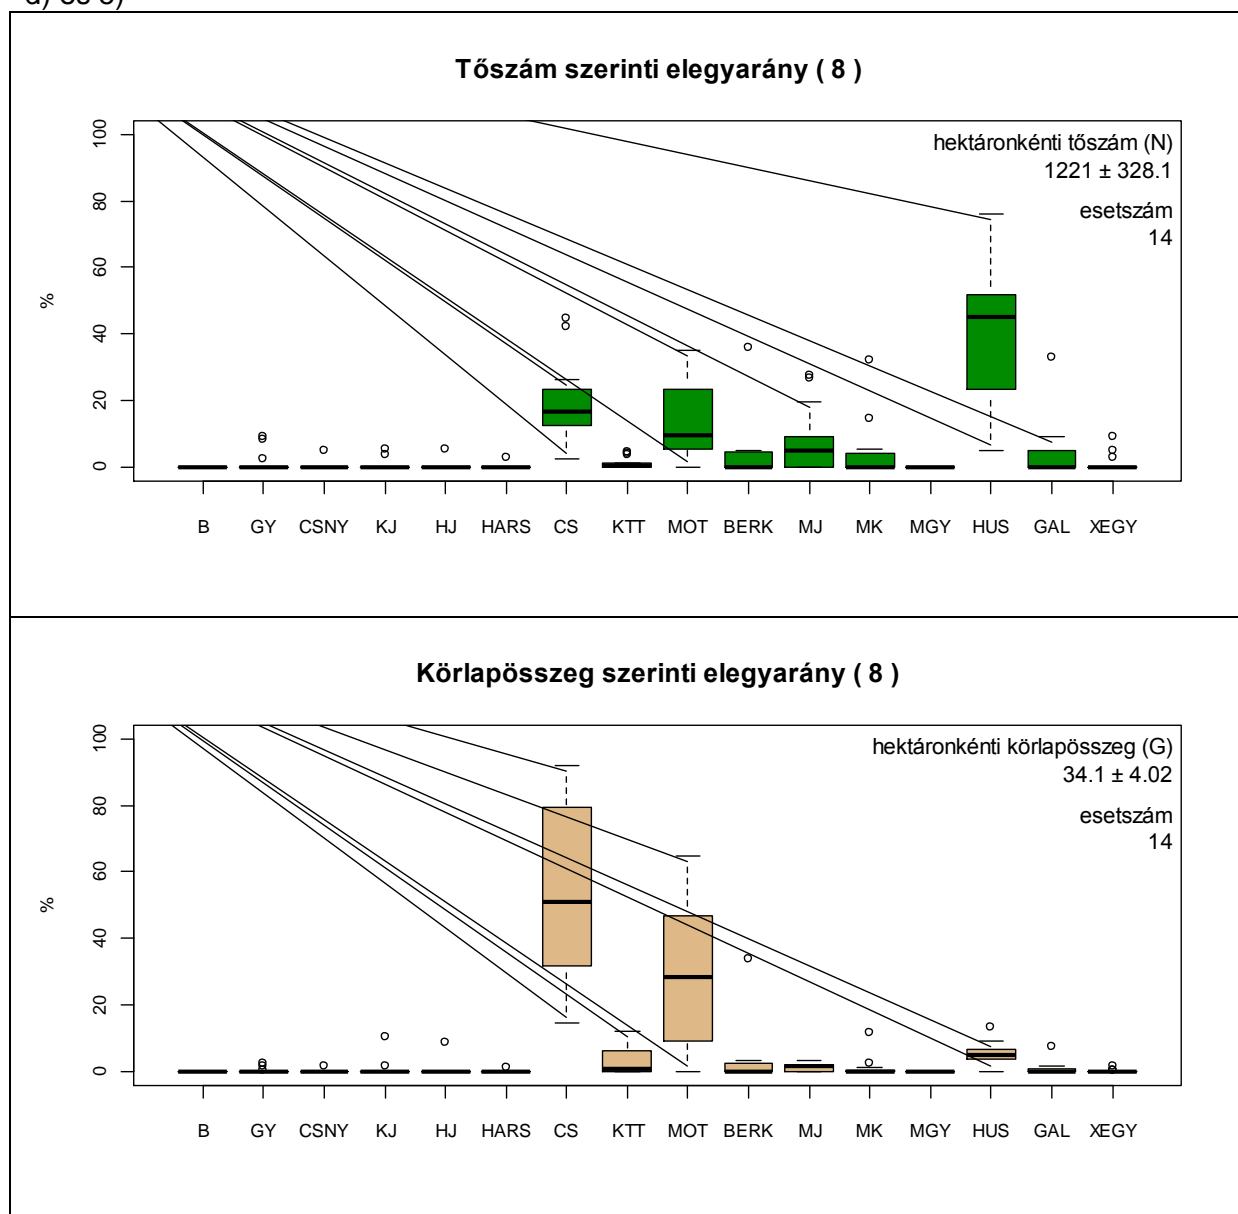 d) és e)
Tőszám szerinti elegyarány ( 8 )
hektáronkénti tőszám (N)
1221 ± 328.1
esetszám
14
100
80
60
40
20
0
%
B GY CSNY KJ HJ HARS CS KTT MOT BERK MJ MK MGY HUS GAL XEGY
Körlapösszeg szerinti elegyarány ( 8 )
hektáronkénti körlapösszeg (G)
34.1 ± 4.02
esetszám
14
100
80
60
40
20
0
%
B GY CSNY KJ HJ HARS CS KTT MOT BERK MJ MK MGY HUS GAL XEGY